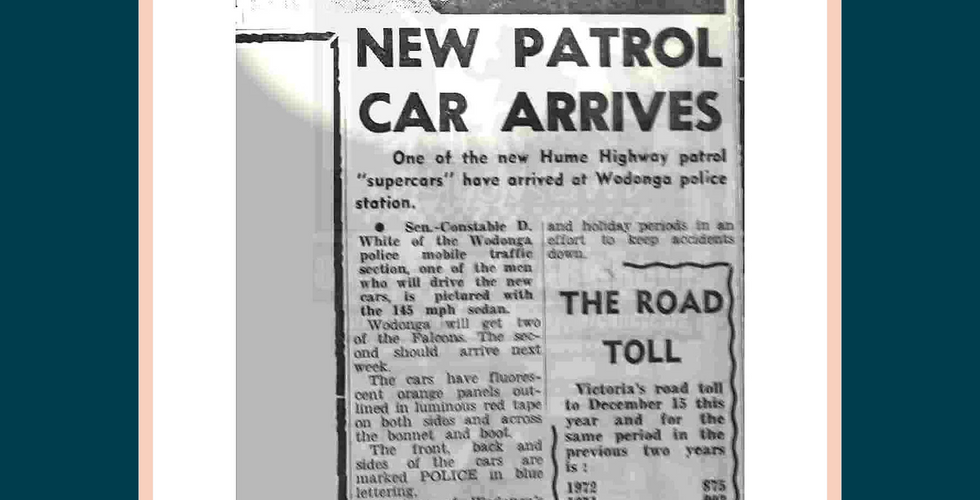 NEW PATROL
CAR ARRIVES
One of the new Hume Highway patrol
"supercars" have arrived at Wodonga police
station.
● Sen.-Constable D.
White of the Wodonga
police mobile traffic
section, one of the men
who will drive the new
cars, is pictured with
the 145 mph sedan.
Wodonga will get two
of the Falcons. The sec-
ond should arrive next
week.
The cars have fluores-
cent orange panels out-
lined in luminous red tape
on both sides and across
the bonnet and boot.
The front, back and
sides of the cars are
marked POLICE in blue
lettering.
and holiday periods in an
effort to keep accidents
down.
THE ROAD
TOLL
Victoria's road toll
to December 15 this
year and for the
same period in the
previous two years
is :
1972 875